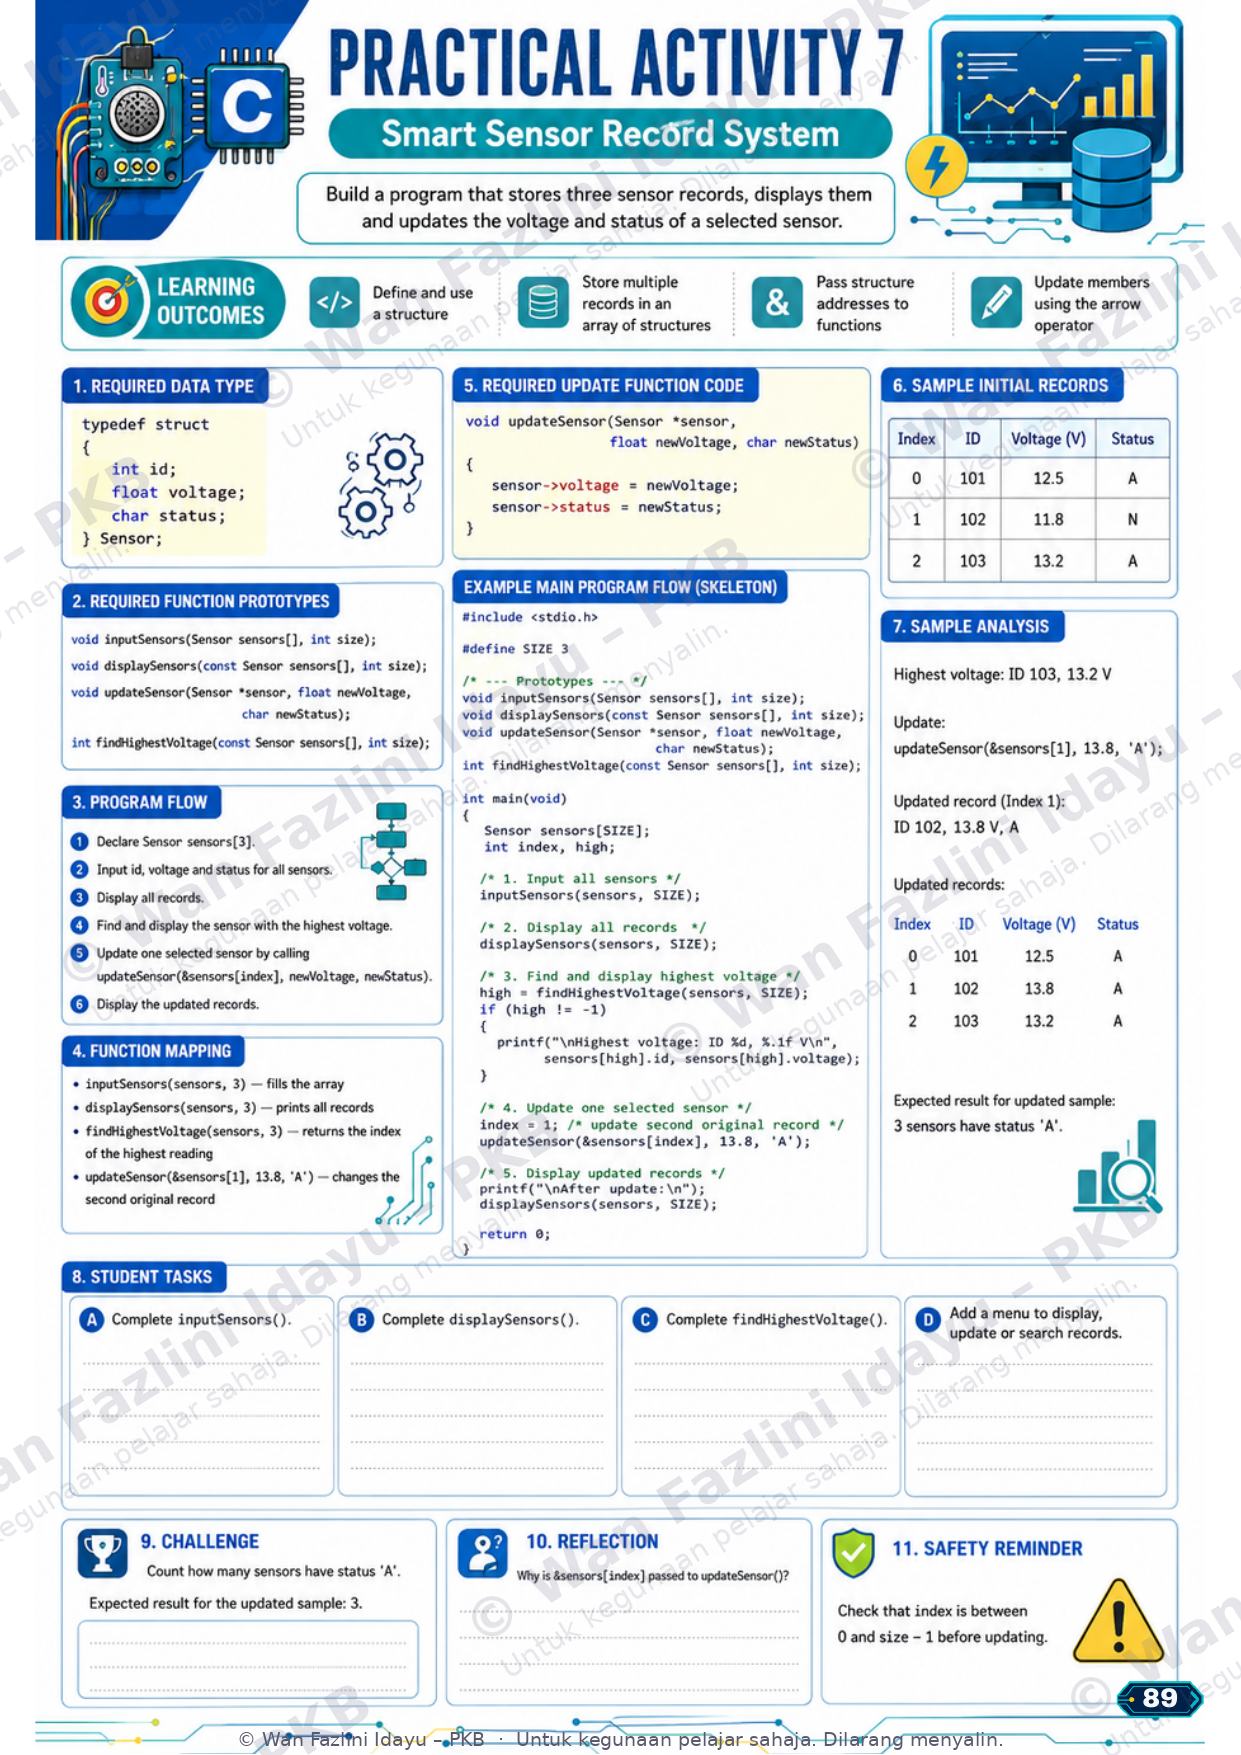 PRACTICAL ACTIVITY 7
C
Smart Sensor Record System
Build a program that stores three sensor records, displays them
and updates the voltage and status of a selected sensor.
LEARNING
OUTCOMES
</>
Define and use
a structure
Store multiple
records in an
array of structures
&
Pass structure
addresses to
functions
Update members
using the arrow
operator
1. REQUIRED DATA TYPE
typedef struct
{
int id;
float voltage;
char status;
} Sensor;
2. REQUIRED FUNCTION PROTOTYPES
void inputSensors(Sensor sensors[], int size);
void displaySensors(const Sensor sensors[], int size);
void updateSensor(Sensor *sensor, float newVoltage,
char newStatus);
int findHighestVoltage(const Sensor sensors[], int size);
3. PROGRAM FLOW
1 Declare Sensor sensors[3].
2 Input id, voltage and status for all sensors.
3 Display all records.
4 Find and display the sensor with the highest voltage.
5 Update one selected sensor by calling
updateSensor(&sensors[index], newVoltage, newStatus).
6 Display the updated records.
4. FUNCTION MAPPING
• inputSensors(sensors, 3) — fills the array
• displaySensors(sensors, 3) — prints all records
• findHighestVoltage(sensors, 3) — returns the index
of the highest reading
• updateSensor(&sensors[1], 13.8, 'A') — changes the
second original record
5. REQUIRED UPDATE FUNCTION CODE
void updateSensor(Sensor *sensor,
float newVoltage, char newStatus)
{
sensor->voltage = newVoltage;
sensor->status = newStatus;
}
EXAMPLE MAIN PROGRAM FLOW (SKELETON)
#include <stdio.h>
#define SIZE 3
/* --- Prototypes --- */
void inputSensors(Sensor sensors[], int size);
void displaySensors(const Sensor sensors[], int size);
void updateSensor(Sensor *sensor, float newVoltage,
char newStatus);
int findHighestVoltage(const Sensor sensors[], int size);
int main(void)
{
Sensor sensors[SIZE];
int index, high;
/* 1. Input all sensors */
inputSensors(sensors, SIZE);
/* 2. Display all records */
displaySensors(sensors, SIZE);
/* 3. Find and display highest voltage */
high = findHighestVoltage(sensors, SIZE);
if (high != -1)
{
printf("\nHighest voltage: ID %d, %.1f V\n",
sensors[high].id, sensors[high].voltage);
}
/* 4. Update one selected sensor */
index = 1; /* update second original record */
updateSensor(&sensors[index], 13.8, 'A');
/* 5. Display updated records */
printf("\nAfter update:\n");
displaySensors(sensors, SIZE);
return 0;
}
6. SAMPLE INITIAL RECORDS
Index ID Voltage (V) Status
0 101 12.5 A
1 102 11.8 N
2 103 13.2 A
7. SAMPLE ANALYSIS
Highest voltage: ID 103, 13.2 V
Update:
updateSensor(&sensors[1], 13.8, 'A');
Updated record (Index 1):
ID 102, 13.8 V, A
Updated records:
Index ID Voltage (V) Status
0 101 12.5 A
1 102 13.8 A
2 103 13.2 A
Expected result for updated sample:
3 sensors have status 'A'.
8. STUDENT TASKS
A Complete inputSensors().
B Complete displaySensors().
C Complete findHighestVoltage().
D Add a menu to display,
update or search records.
9. CHALLENGE
Count how many sensors have status 'A'.
Expected result for the updated sample: 3.
10. REFLECTION
Why is &sensors[index] passed to updateSensor()?
11. SAFETY REMINDER
Check that index is between
0 and size – 1 before updating.
89
© Wan Fazlini Idayu – PKB · Untuk kegunaan pelajar sahaja. Dilarang menyalin.
© Wan Fazlini Idayu – PKB
Untuk kegunaan pelajar sahaja. Dilarang menyalin.